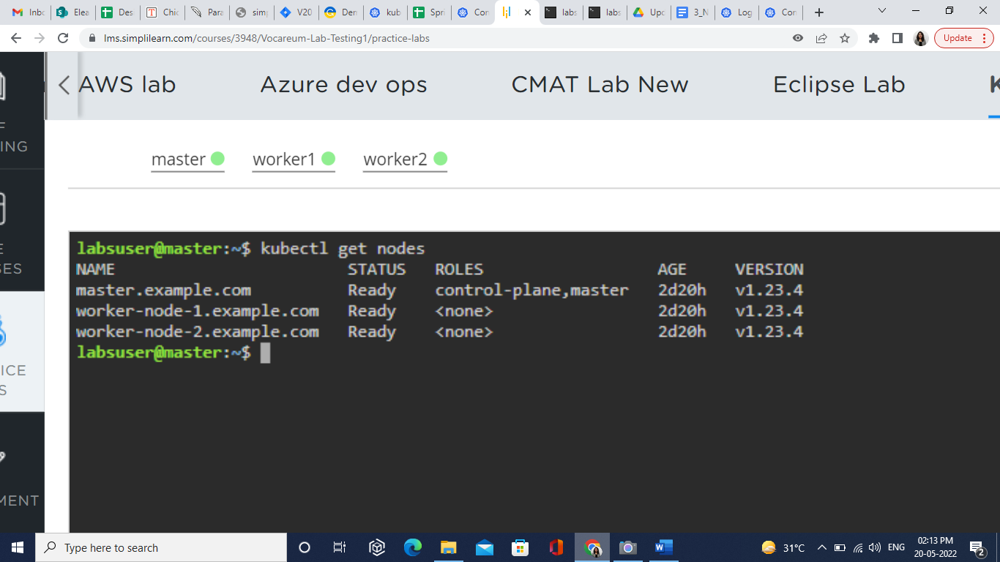 Inbo
Elea
Des
Chic
Para
simp
V20
Den
kub
Spri
Con
labs
labs
Upc
3_N
Log
Con
lms.simplilearn.com/courses/3948/Vocareum-Lab-Testing1/practice-labs
Update
AWS lab
Azure dev ops
CMAT Lab New
Eclipse Lab
ING
ES
ICE
S
MENT
master
worker1
worker2
labsuser@master:~$ kubectl get nodes
NAME STATUS ROLES AGE VERSION
master.example.com Ready control-plane,master 2d20h v1.23.4
worker-node-1.example.com Ready <none> 2d20h v1.23.4
worker-node-2.example.com Ready <none> 2d20h v1.23.4
labsuser@master:~$
Type here to search
31°C
ENG
02:13 PM
20-05-2022
2